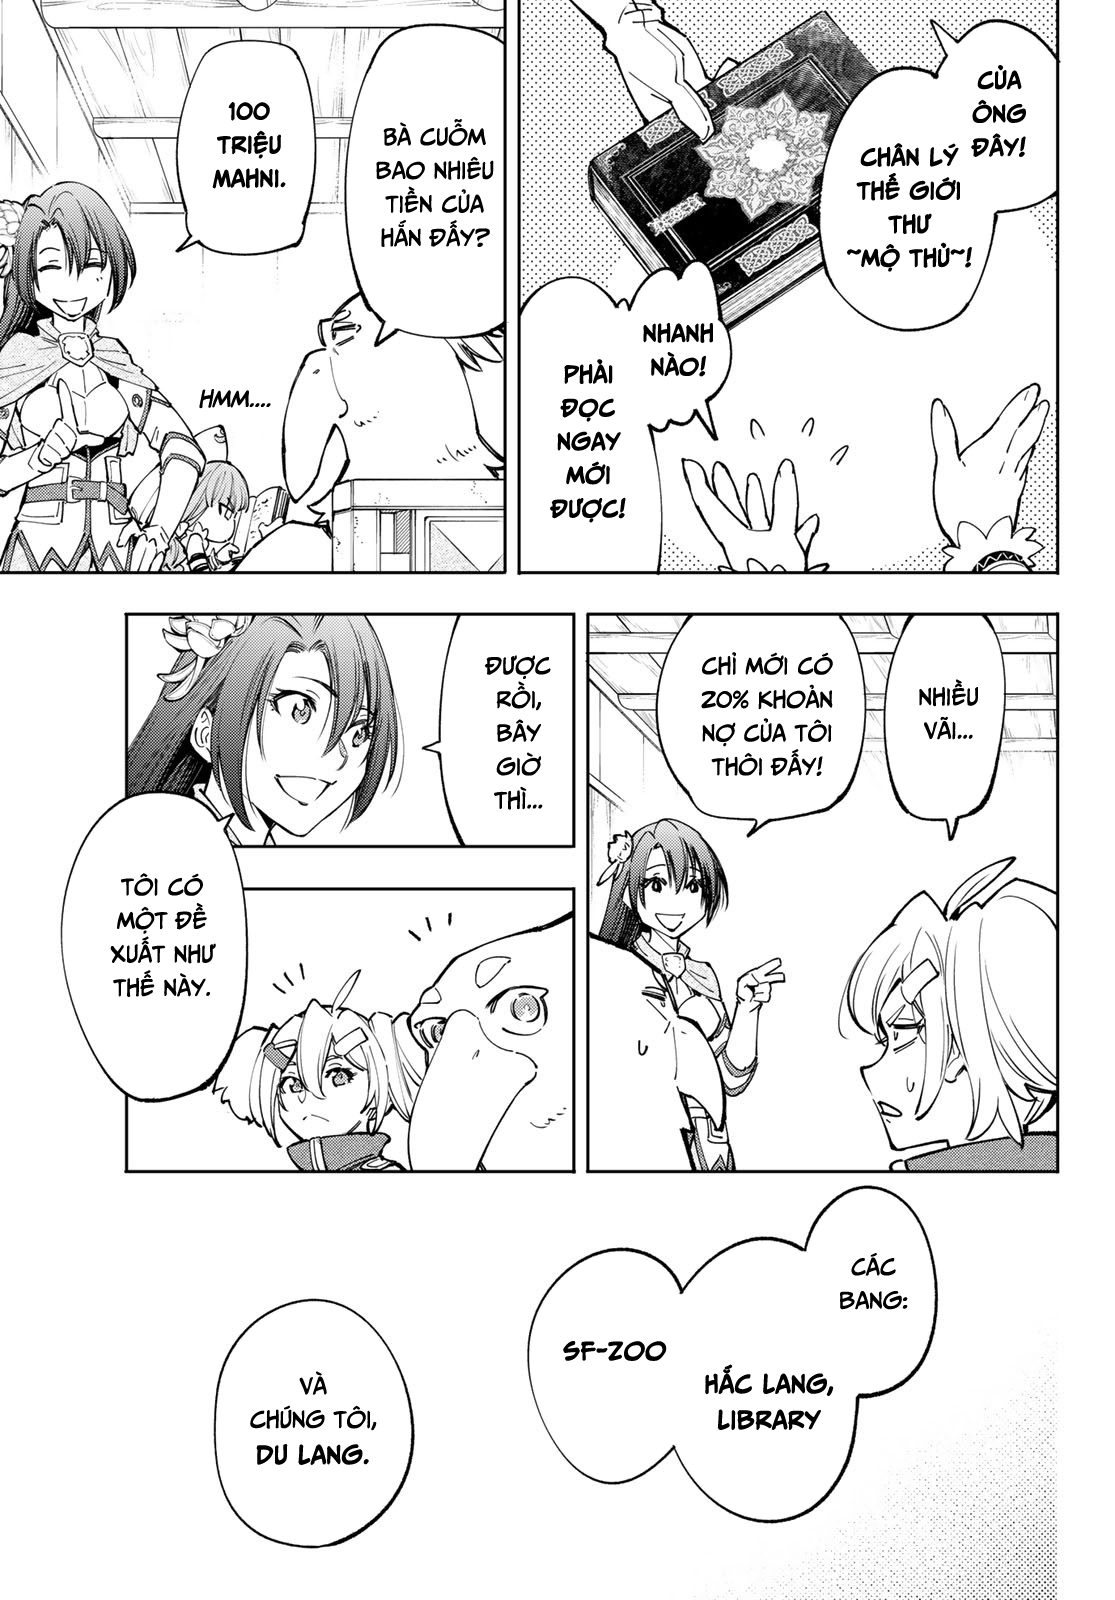 CỦA
ÔNG
ĐÂY!
CHÂN LÝ
THẾ GIỚI
THƯ
~MỘ THỦ~!
NHANH
NÀO!
PHẢI
ĐỌC
NGAY
MỚI
ĐƯỢC!
BÀ CUỖM
BAO NHIÊU
TIỀN CỦA
HẮN ĐẤY?
100
TRIỆU
MAHNI.
HMM....
NHIỀU
VÃI...
CHỈ MỚI CÓ
20% KHOẢN
NỢ CỦA TÔI
THÔI ĐẤY!
ĐƯỢC
RỒI,
BÂY
GIỜ
THÌ...
TÔI CÓ
MỘT ĐỀ
XUẤT NHƯ
THẾ NÀY.
CÁC
BANG:
HẮC LANG,
LIBRARY
SF-ZOO
VÀ
CHÚNG TÔI,
DU LANG.